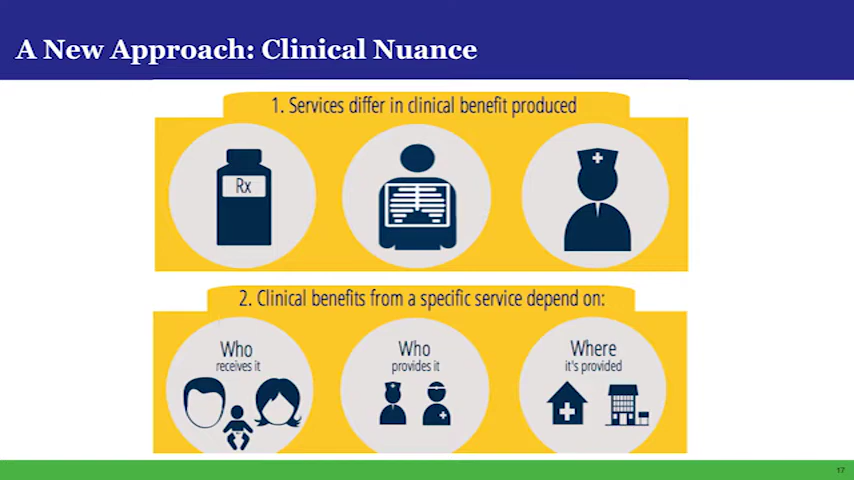 A New Approach: Clinical Nuance
1. Services differ in clinical benefit produced
Rx
2. Clinical benefits from a specific service depend on:
Who
receives it
Who
provides it
Where
it's provided
17